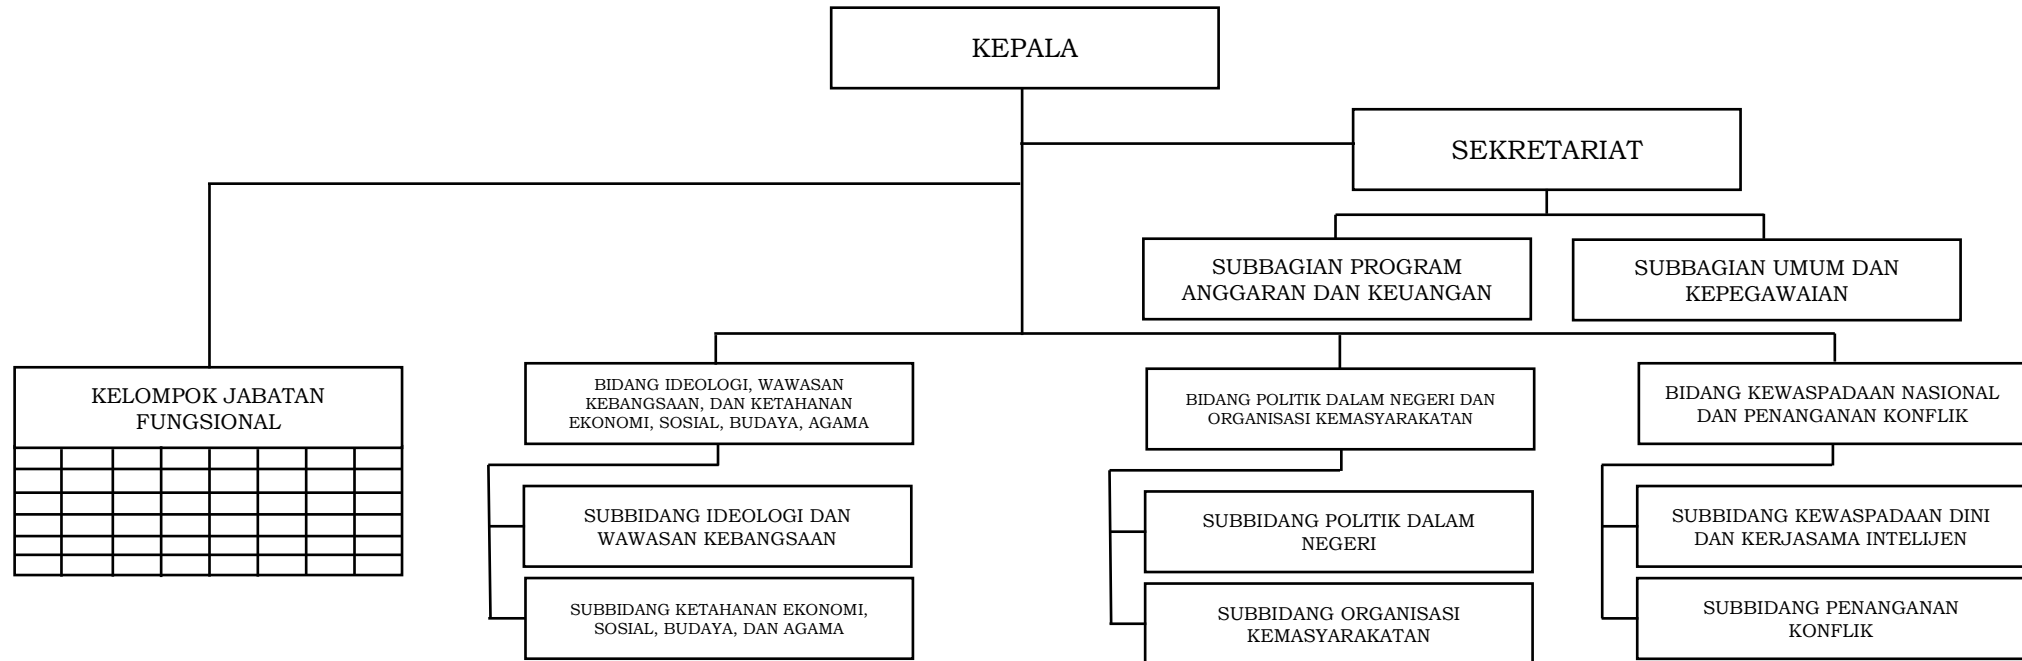 KEPALA
SEKRETARIAT
SUBBAGIAN PROGRAM
ANGGARAN DAN KEUANGAN
SUBBAGIAN UMUM DAN
KEPEGAWAIAN
KELOMPOK JABATAN
FUNGSIONAL
BIDANG IDEOLOGI, WAWASAN
KEBANGSAAN, DAN KETAHANAN
EKONOMI, SOSIAL, BUDAYA, AGAMA
BIDANG POLITIK DALAM NEGERI DAN
ORGANISASI KEMASYARAKATAN
BIDANG KEWASPADAAN NASIONAL
DAN PENANGANAN KONFLIK
SUBBIDANG IDEOLOGI DAN
WAWASAN KEBANGSAAN
SUBBIDANG POLITIK DALAM
NEGERI
SUBBIDANG KEWASPADAAN DINI
DAN KERJASAMA INTELIJEN
SUBBIDANG KETAHANAN EKONOMI,
SOSIAL, BUDAYA, DAN AGAMA
SUBBIDANG ORGANISASI
KEMASYARAKATAN
SUBBIDANG PENANGANAN
KONFLIK